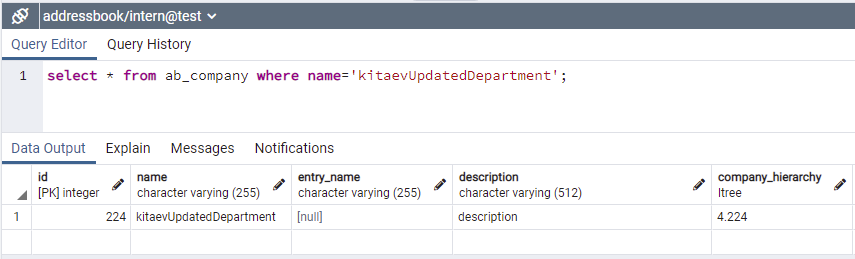 addressbook/intern@test
Query Editor Query History
1 select * from ab_company where name='kitaevUpdatedDepartment';
Data Output Explain Messages Notifications
id name entry_name description company_hierarchy
[PK] integer character varying (255) character varying (255) character varying (512) ltree
1 224 kitaevUpdatedDepartment [null] description 4.224